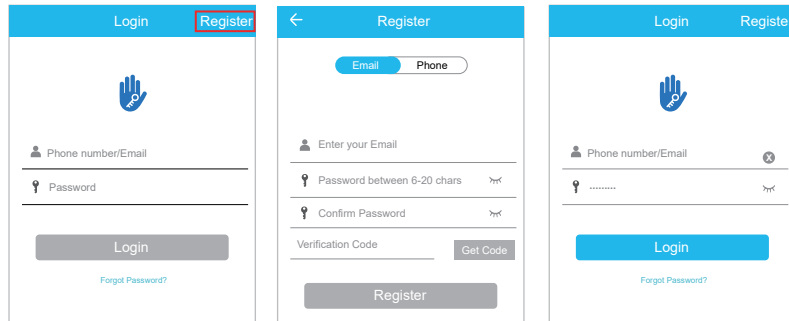 Login Register
Phone number/Email
Password
Login
Forgot Password?
Register
Email Phone
Enter your Email
Password between 6-20 chars
Confirm Password
Verification Code Get Code
Register
Login Registe
Phone number/Email
Login
Forgot Password?